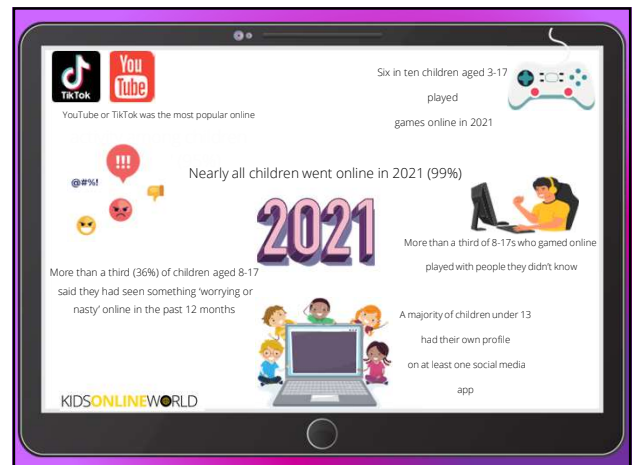 TikTok
You
Tube
YouTube or TikTok was the most popular online
Six in ten children aged 3-17
played
games online in 2021
!!!
@#%!
Nearly all children went online in 2021 (99%)
2021
More than a third of 8-17s who gamed online
played with people they didn't know
More than a third (36%) of children aged 8-17
said they had seen something ‘worrying or
nasty’ online in the past 12 months
A majority of children under 13
had their own profile
on at least one social media
app
KIDSONLINEWORLD